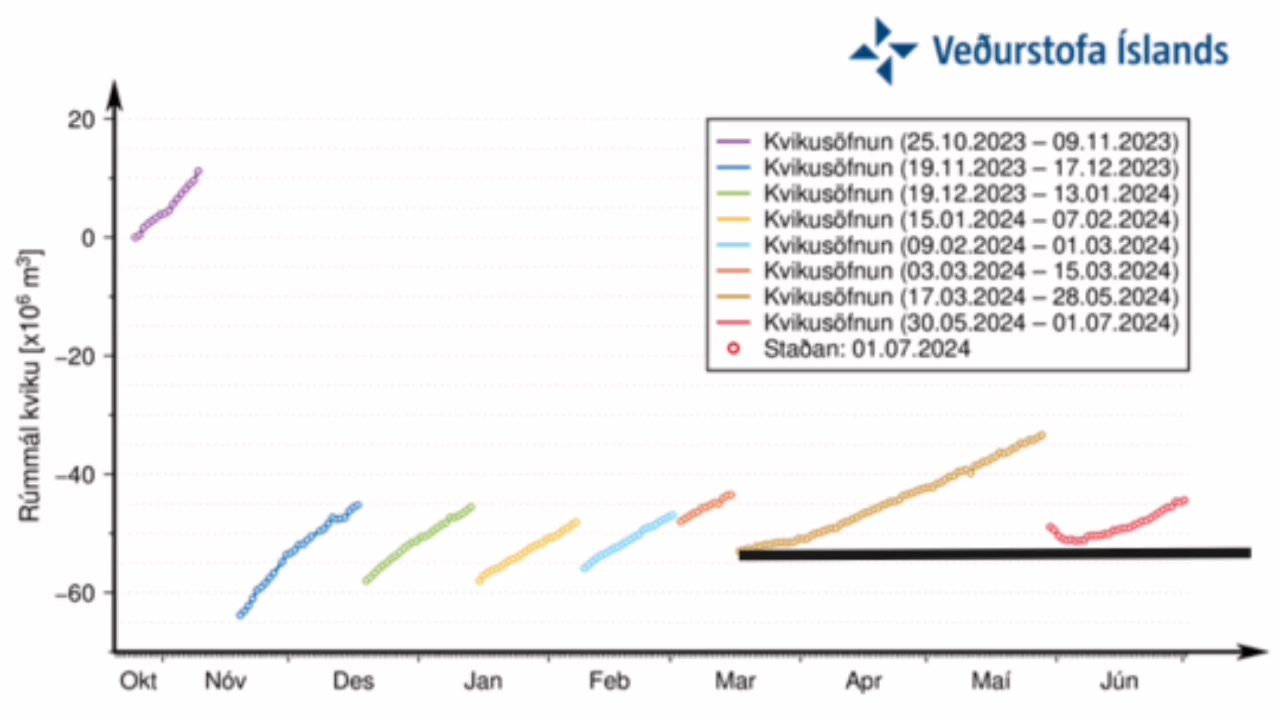 Veðurstofa Íslands
Kvikusöfnun (25.10.2023 – 09.11.2023)
Kvikusöfnun (19.11.2023 – 17.12.2023)
Kvikusöfnun (19.12.2023 – 13.01.2024)
Kvikusöfnun (15.01.2024 – 07.02.2024)
Kvikusöfnun (09.02.2024 – 01.03.2024)
Kvikusöfnun (03.03.2024 – 15.03.2024)
Kvikusöfnun (17.03.2024 – 28.05.2024)
Kvikusöfnun (30.05.2024 – 01.07.2024)
Staðan: 01.07.2024
Rúmmál kviku [x10⁶ m³]
20
0
−20
−40
−60
Okt Nóv Des Jan Feb Mar Apr Maí Jún